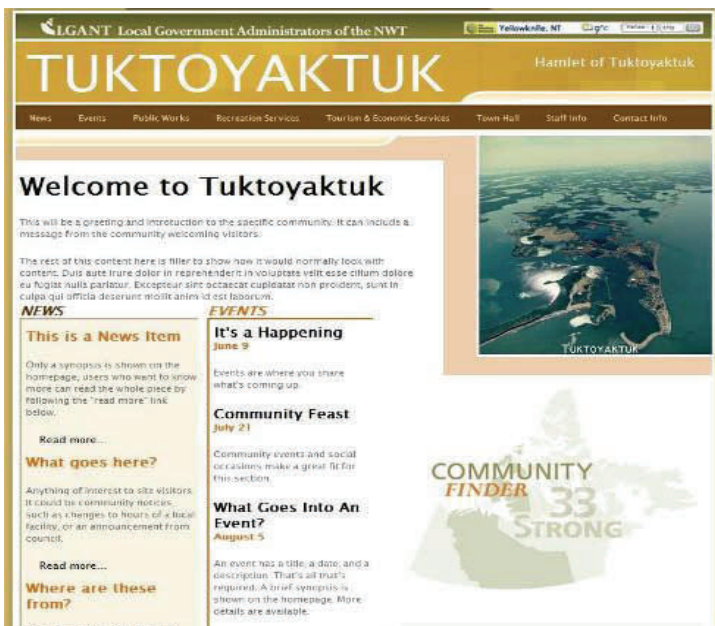 LGANT Local Government Administrators of the NWT
Yellowknife, NT
TUKTOYAKTUK
Hamlet of Tuktoyaktuk
News Events Public Works Recreation Services Tourism & Economic Services Town Hall Staff Info Contact Info
Welcome to Tuktoyaktuk
This will be a greeting and introduction to the specific community. It can include a
message from the community welcoming visitors.
The rest of this content here is filler to show how it would normally look with
content. Duis aute irure dolor in reprehenderit in voluptate velit esse cillum dolore
eu fugiat nulla pariatur. Excepteur sint occaecat cupidatat non proident, sunt in
culpa qui officia deserunt mollit anim id est laborum.
NEWS
This is a News Item
Only a synopsis is shown on the
homepage, users who want to know
more can read the whole piece by
following the "read more" link
below.
Read more...
What goes here?
Anything of interest to site visitors.
It could be community notices
such as changes to hours of a local
facility, or an announcement from
council.
Read more...
Where are these
from?
EVENTS
It's a Happening
June 9
Events are where you share
what's coming up.
Community Feast
July 21
Community events and social
occasions make a great fit for
this section.
What Goes Into An
Event?
August 5
An event has a title, a date, and a
description. That's all that's
required. A brief synopsis is
shown on the homepage. More
details are available.
TUKTOYAKTUK
COMMUNITY
FINDER
33
STRONG